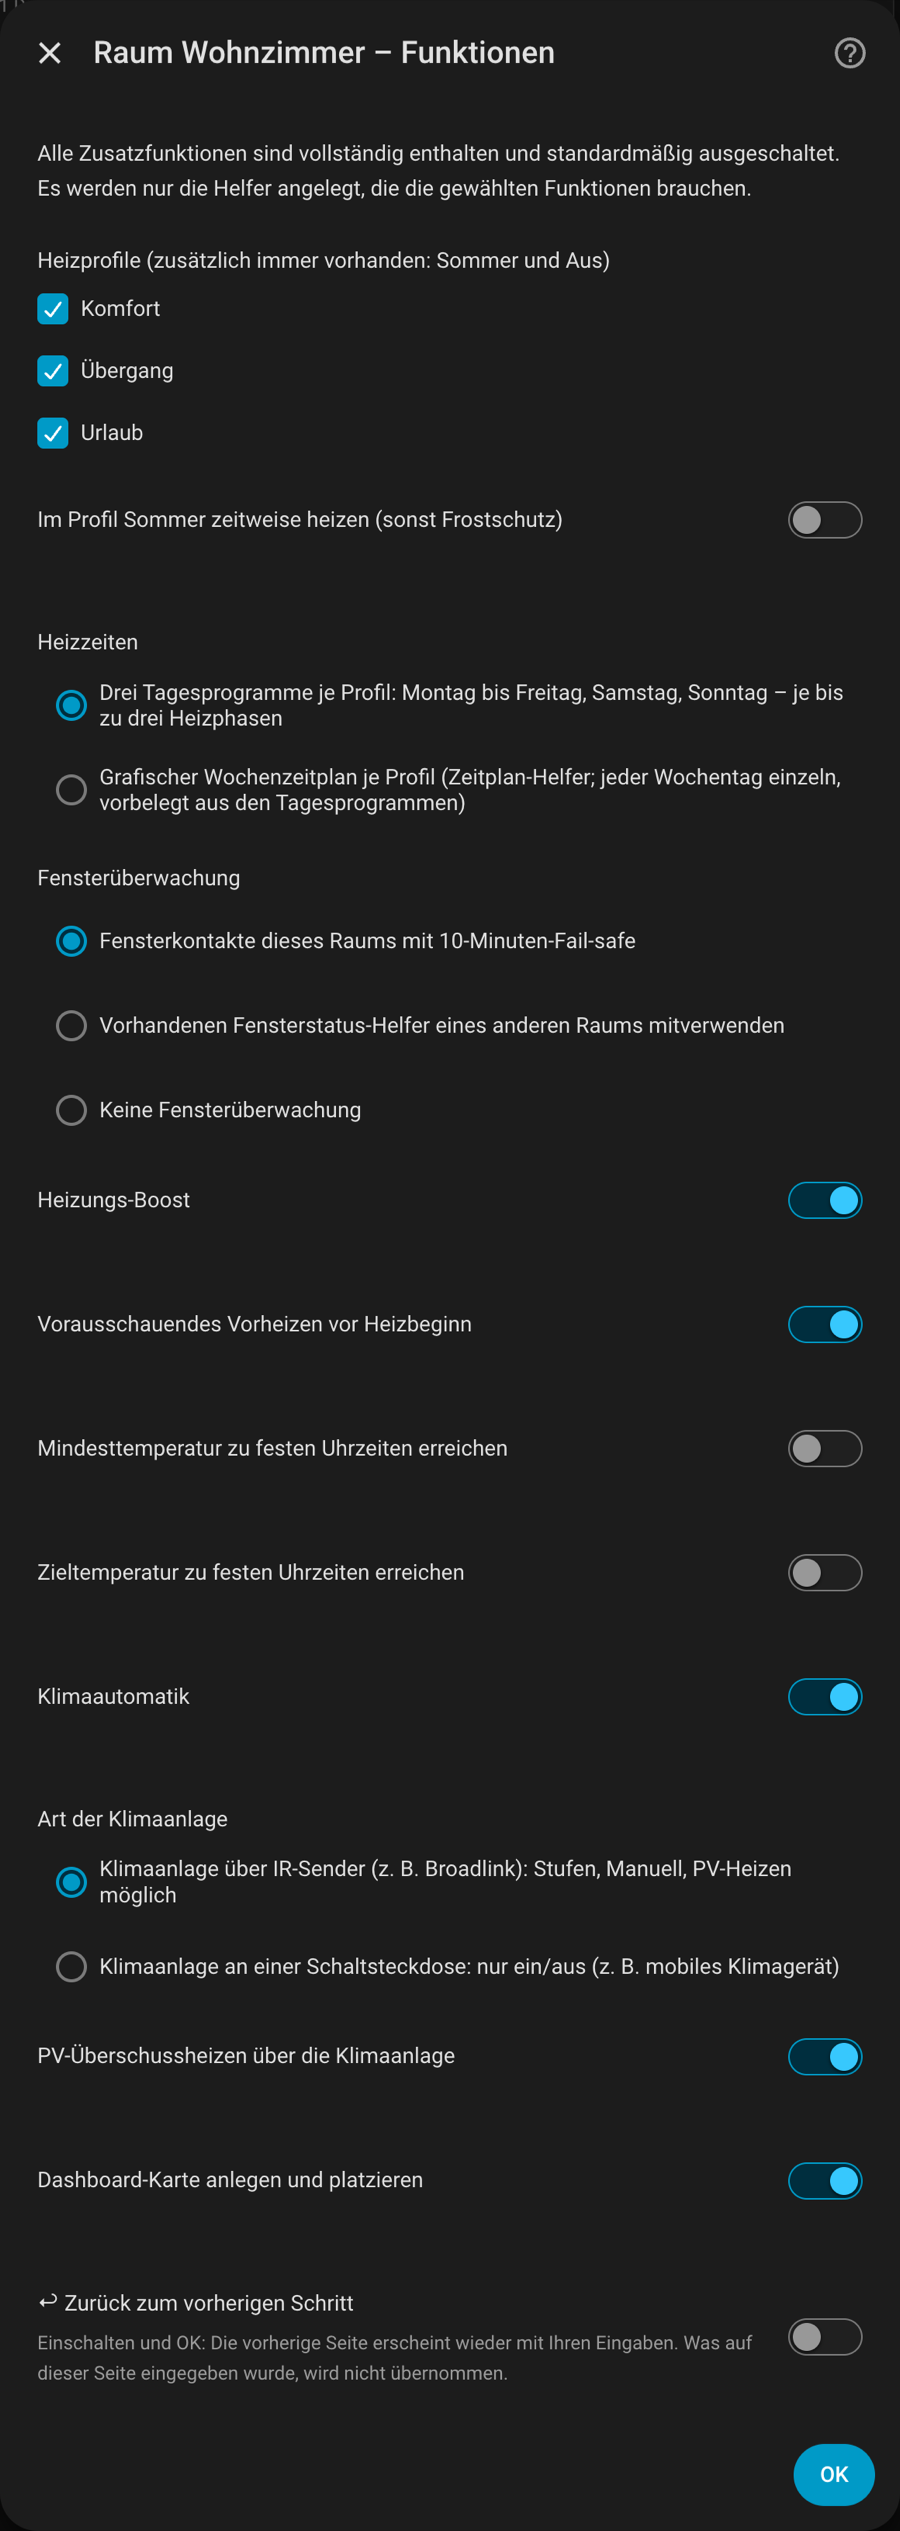 Raum Wohnzimmer – Funktionen
Alle Zusatzfunktionen sind vollständig enthalten und standardmäßig ausgeschaltet.
Es werden nur die Helfer angelegt, die die gewählten Funktionen brauchen.
Heizprofile (zusätzlich immer vorhanden: Sommer und Aus)
Komfort
Übergang
Urlaub
Im Profil Sommer zeitweise heizen (sonst Frostschutz)
Heizzeiten
Drei Tagesprogramme je Profil: Montag bis Freitag, Samstag, Sonntag – je bis
zu drei Heizphasen
Grafischer Wochenzeitplan je Profil (Zeitplan-Helfer; jeder Wochentag einzeln,
vorbelegt aus den Tagesprogrammen)
Fensterüberwachung
Fensterkontakte dieses Raums mit 10-Minuten-Fail-safe
Vorhandenen Fensterstatus-Helfer eines anderen Raums mitverwenden
Keine Fensterüberwachung
Heizungs-Boost
Vorausschauendes Vorheizen vor Heizbeginn
Mindesttemperatur zu festen Uhrzeiten erreichen
Zieltemperatur zu festen Uhrzeiten erreichen
Klimaautomatik
Art der Klimaanlage
Klimaanlage über IR-Sender (z. B. Broadlink): Stufen, Manuell, PV-Heizen
möglich
Klimaanlage an einer Schaltsteckdose: nur ein/aus (z. B. mobiles Klimagerät)
PV-Überschussheizen über die Klimaanlage
Dashboard-Karte anlegen und platzieren
↩ Zurück zum vorherigen Schritt
Einschalten und OK: Die vorherige Seite erscheint wieder mit Ihren Eingaben. Was auf
dieser Seite eingegeben wurde, wird nicht übernommen.
OK